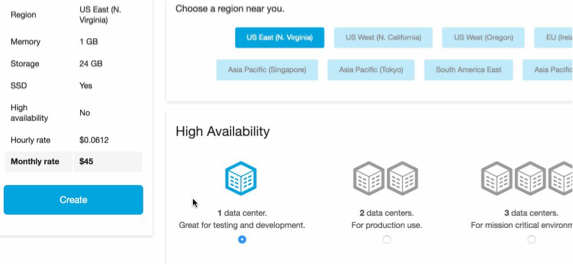 Region US East (N. Virginia)
Memory 1 GB
Storage 24 GB
SSD Yes
High availability No
Hourly rate $0.0612
Monthly rate $45
Create
Choose a region near you.
US East (N. Virginia) US West (N. California) US West (Oregon) EU
Asia Pacific (Singapore) Asia Pacific (Tokyo) South America East Asia Pacific
High Availability
1 data center. 2 data centers. 3 data centers.
Great for testing and development. For production use. For mission critical